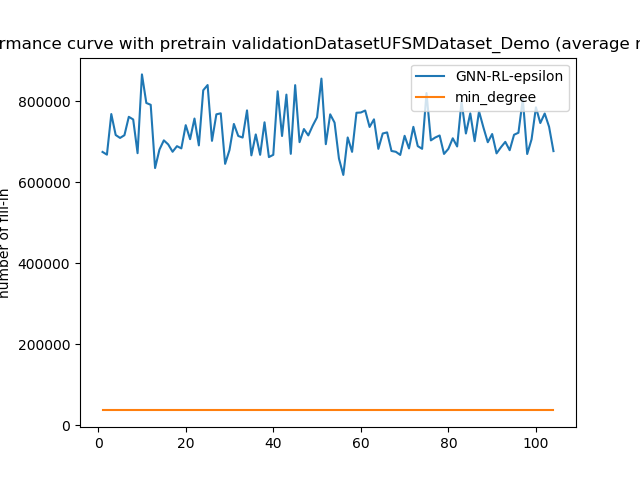 rmance curve with pretrain validationDatasetUFSMDataset_Demo (average r
GNN-RL-epsilon
min_degree
number of fill-in
800000
600000
400000
200000
0
0 20 40 60 80 100